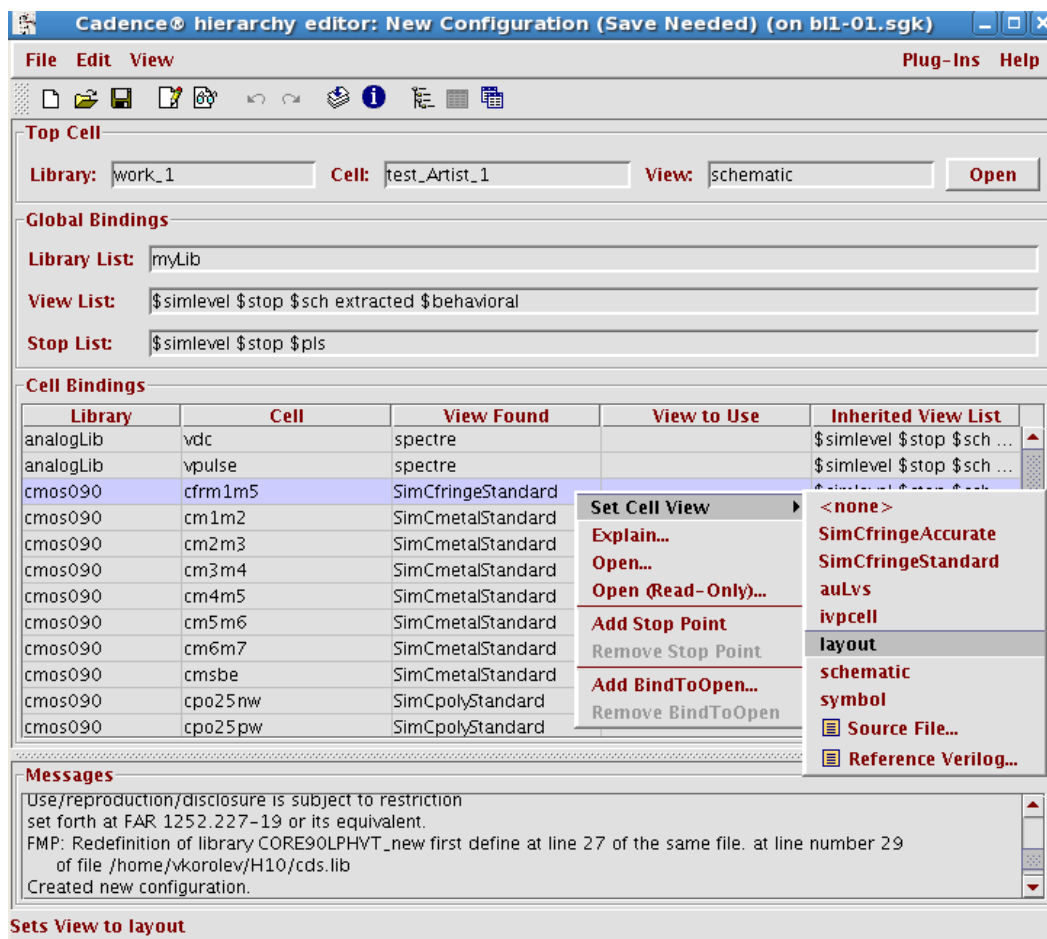 Cadence® hierarchy editor: New Configuration (Save Needed) (on bl1-01.sgk)
File Edit View Plug-Ins Help
Top Cell
Library: work_1 Cell: test_Artist_1 View: schematic Open
Global Bindings
Library List: myLib
View List: $simlevel $stop $sch extracted $behavioral
Stop List: $simlevel $stop $pls
Cell Bindings
Library Cell View Found View to Use Inherited View List
analogLib vdc spectre $simlevel $stop $sch ...
analogLib vpulse spectre $simlevel $stop $sch ...
cmos090 cfrm1m5 SimCfringeStandard
cmos090 cm1m2 SimCmetalStandard
cmos090 cm2m3 SimCmetalStandard
cmos090 cm3m4 SimCmetalStandard
cmos090 cm4m5 SimCmetalStandard
cmos090 cm5m6 SimCmetalStandard
cmos090 cm6m7 SimCmetalStandard
cmos090 cmsbe SimCmetalStandard
cmos090 cpo25nw SimCpolyStandard
cmos090 cpo25pw SimCpolyStandard
Set Cell View
Explain...
Open...
Open (Read-Only)...
Add Stop Point
Remove Stop Point
Add BindToOpen...
Remove BindToOpen
<none>
SimCfringeAccurate
SimCfringeStandard
auLvs
ivpcell
layout
schematic
symbol
Source File...
Reference Verilog...
Messages
Use/reproduction/disclosure is subject to restriction
set forth at FAR 1252.227-19 or its equivalent.
FMP: Redefinition of library CORE90LPHVT_new first define at line 27 of the same file. at line number 29
of file /home/vkorolev/H10/cds.lib
Created new configuration.
Sets View to layout